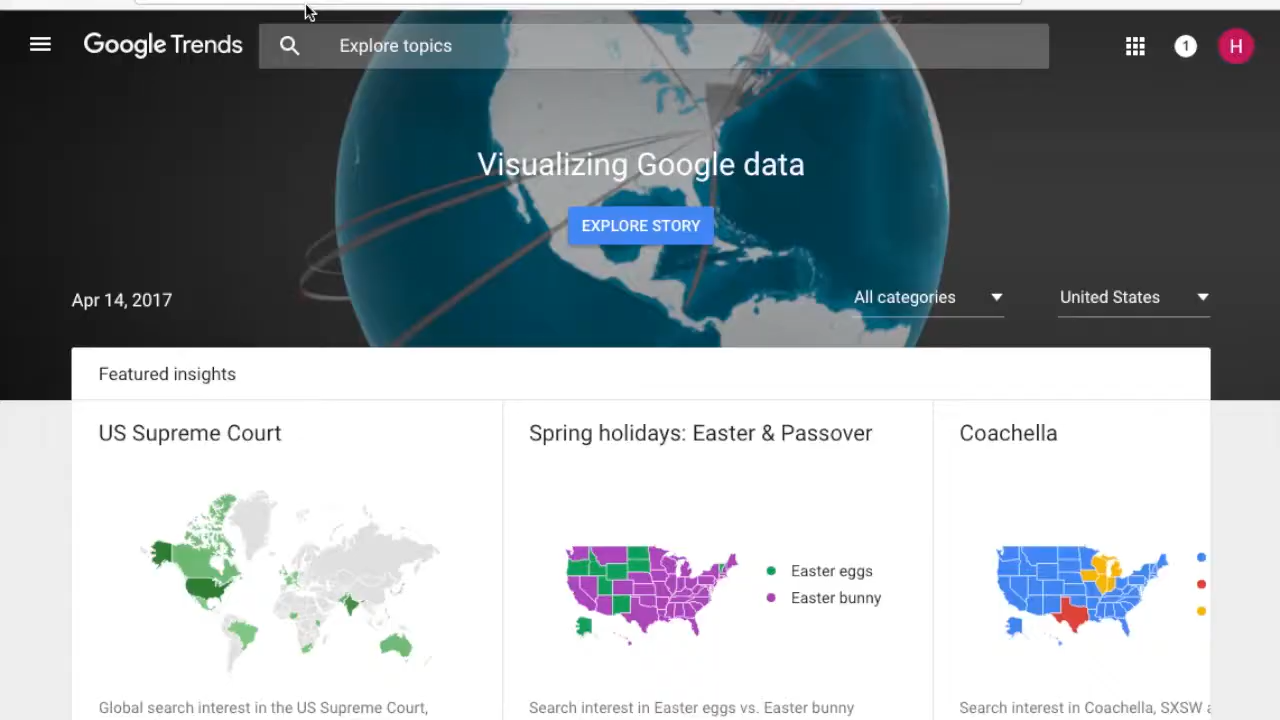 Google Trends
Explore topics
1
H
Visualizing Google data
EXPLORE STORY
Apr 14, 2017
All categories
United States
Featured insights
US Supreme Court
Spring holidays: Easter & Passover
Coachella
Easter eggs
Easter bunny
Global search interest in the US Supreme Court,
Search interest in Easter eggs vs. Easter bunny
Search interest in Coachella, SXSW a